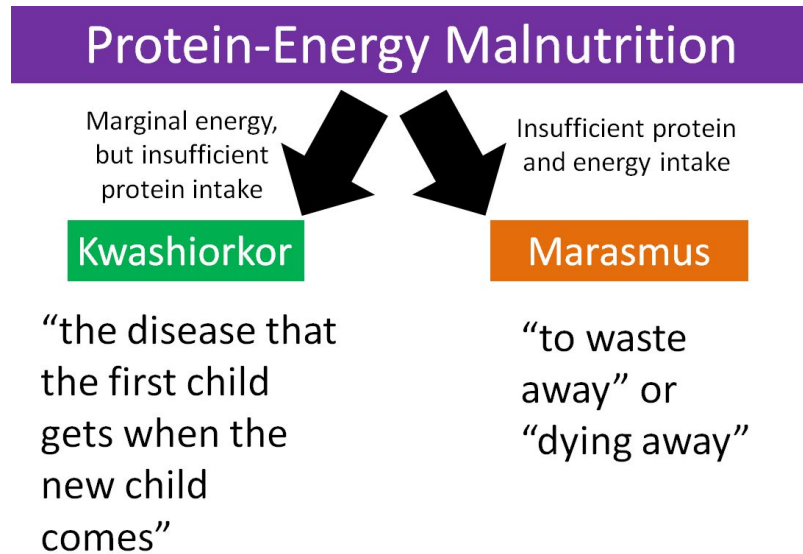 Protein-Energy Malnutrition
Marginal energy,
but insufficient
protein intake
Insufficient protein
and energy intake
Kwashiorkor
Marasmus
“the disease that
the first child
gets when the
new child
comes”
“to waste
away” or
“dying away”